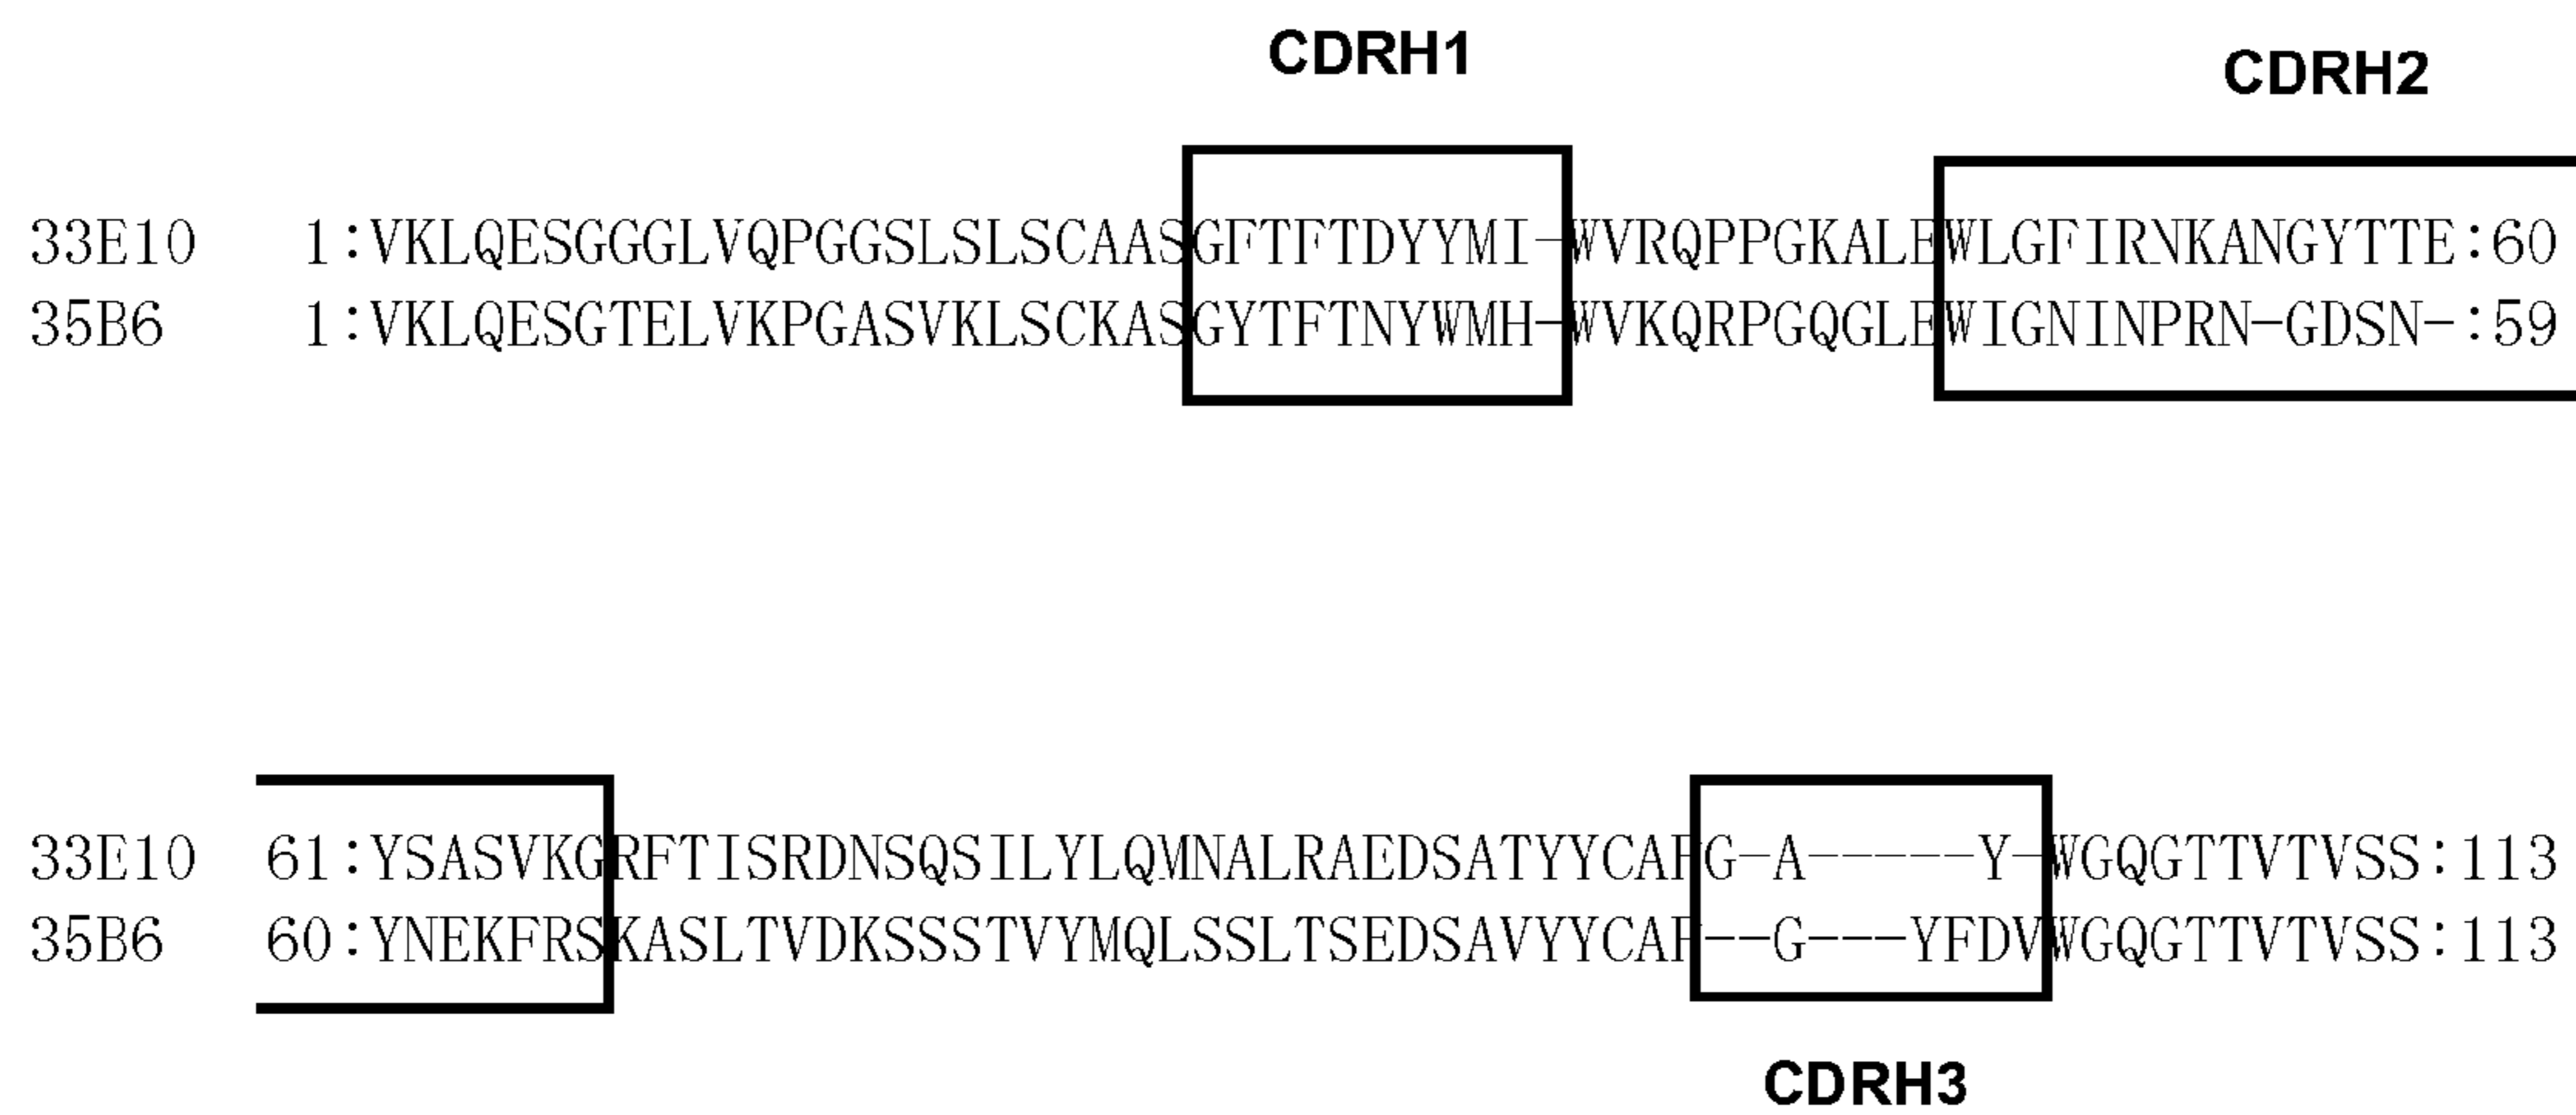 CDRH1
CDRH2
33E10 1:VKLQESGGGLVQPGGSLSLSCAASGFTFTDYYMI-WVRQPPGKALEWLGFIRNKANGYTTE:60
35B6 1:VKLQESGTELVKPGASVKLSCKASGYTFTNYWMH-WVKQRPGQGLEWIGNINPRN-GDSN-:59
33E10 61:YSASVKGRFTISRDNSQSILYLQMNALRAEDSATYYCARG-A-----Y-WGQGTTVTVSS:113
35B6 60:YNEKFRSKASLTVDKSSSTVYMQLSSLTSEDSAVYYCAR--G---YFDVWGQGTTVTVSS:113
CDRH3